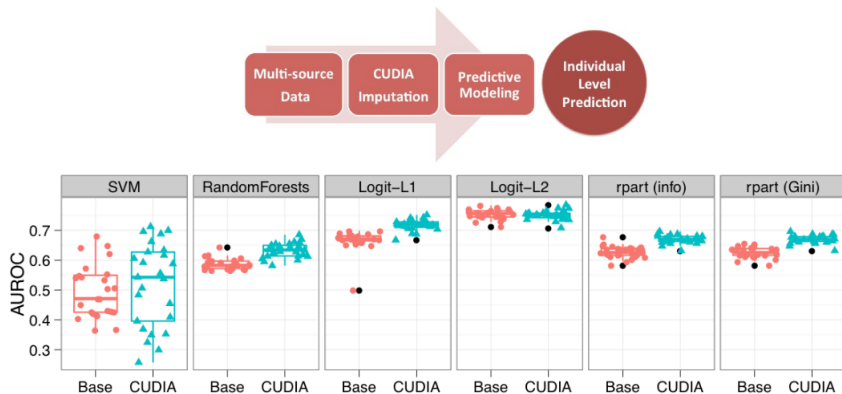 Multi-source
Data
CUDIA
Imputation
Predictive
Modeling
Individual
Level
Prediction
SVM
RandomForests
Logit-L1
Logit-L2
rpart (info)
rpart (Gini)
AUROC
0.7
0.6
0.5
0.4
0.3
Base CUDIA Base CUDIA Base CUDIA Base CUDIA Base CUDIA Base CUDIA